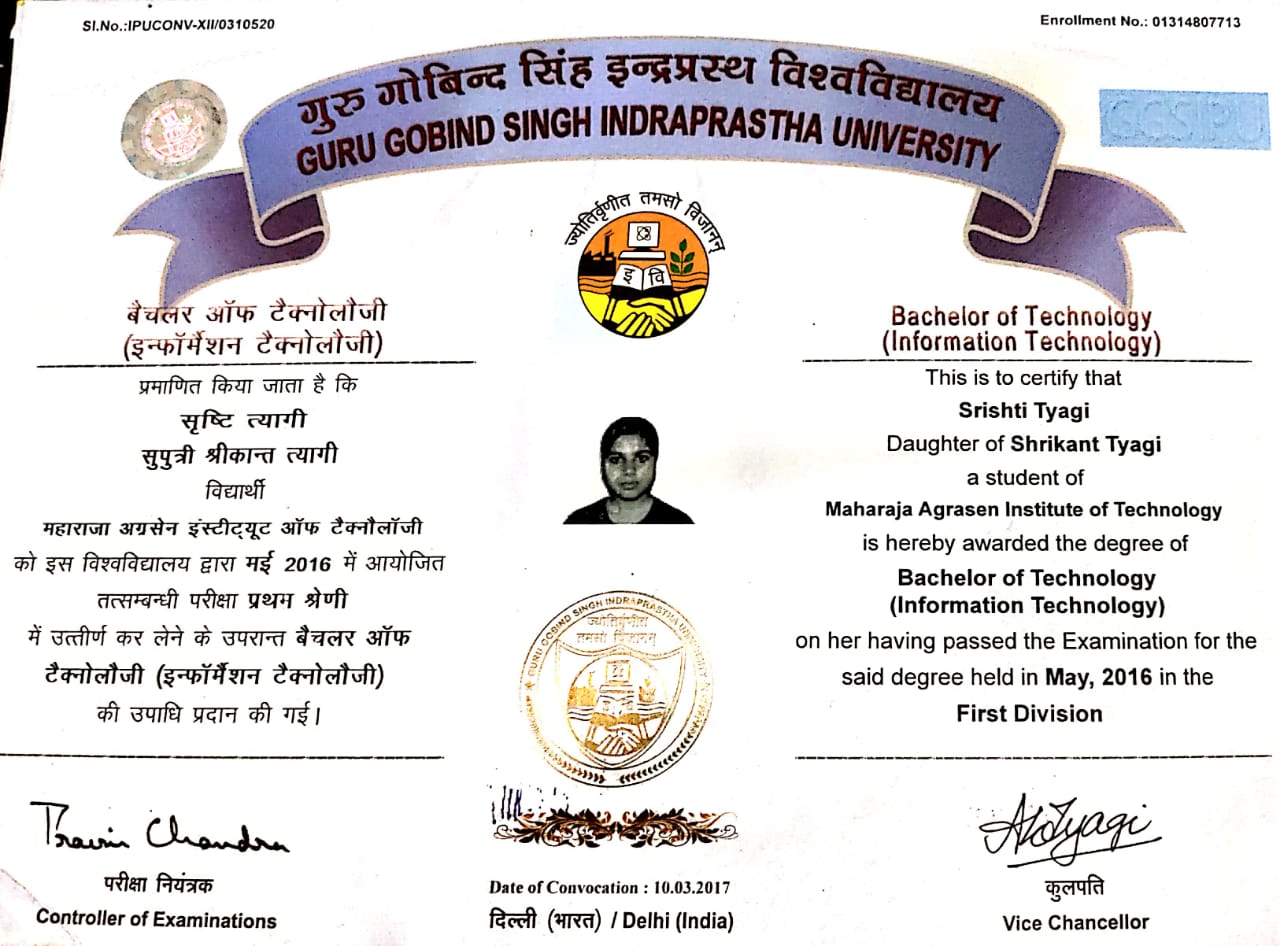 Sl.No.:IPUCONV-XII/0310520
Enrollment No.: 01314807713
गुरु गोबिन्द सिंह इन्द्रप्रस्थ विश्वविद्यालय
GURU GOBIND SINGH INDRAPRASTHA UNIVERSITY
GGSIPU
ज्योतिर्वृणीत तमसो विजानन्
इ वि
बैचलर ऑफ टैक्नोलौजी
(इन्फॉर्मेशन टैक्नोलौजी)
प्रमाणित किया जाता है कि
सृष्टि त्यागी
सुपुत्री श्रीकान्त त्यागी
विद्यार्थी
महाराजा अग्रसेन इंस्टीट्यूट ऑफ टैक्नौलॉजी
को इस विश्वविद्यालय द्वारा मई 2016 में आयोजित
तत्सम्बन्धी परीक्षा प्रथम श्रेणी
में उत्तीर्ण कर लेने के उपरान्त बैचलर ऑफ
टैक्नोलौजी (इन्फॉर्मैशन टैक्नोलौजी)
की उपाधि प्रदान की गई।
Bachelor of Technology
(Information Technology)
This is to certify that
Srishti Tyagi
Daughter of Shrikant Tyagi
a student of
Maharaja Agrasen Institute of Technology
is hereby awarded the degree of
Bachelor of Technology
(Information Technology)
on her having passed the Examination for the
said degree held in May, 2016 in the
First Division
GURU GOBIND SINGH INDRAPRASTHA UNIVERSITY
ज्योतिर्वृणीत
तमसो विजानन्
Pravin Chandra
परीक्षा नियंत्रक
Controller of Examinations
Date of Convocation : 10.03.2017
दिल्ली (भारत) / Delhi (India)
कुलपति
Vice Chancellor